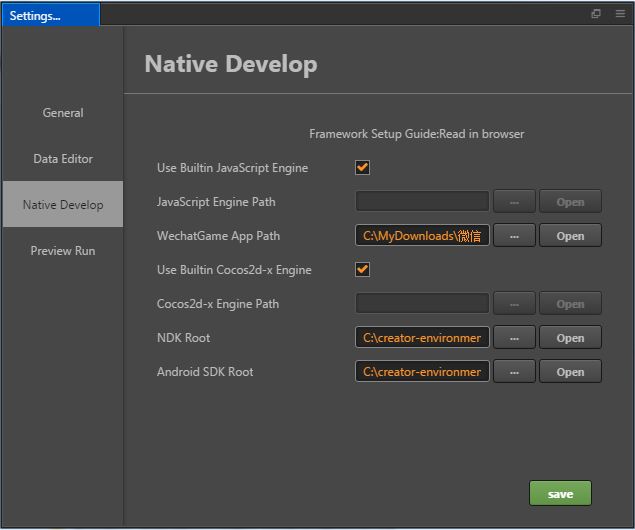 Settings...
Native Develop
General
Data Editor
Native Develop
Preview Run
Framework Setup Guide:Read in browser
Use Builtin JavaScript Engine
JavaScript Engine Path ... Open
WechatGame App Path C:\MyDownloads\微信 ... Open
Use Builtin Cocos2d-x Engine
Cocos2d-x Engine Path ... Open
NDK Root C:\creator-environmer ... Open
Android SDK Root C:\creator-environmer ... Open
save